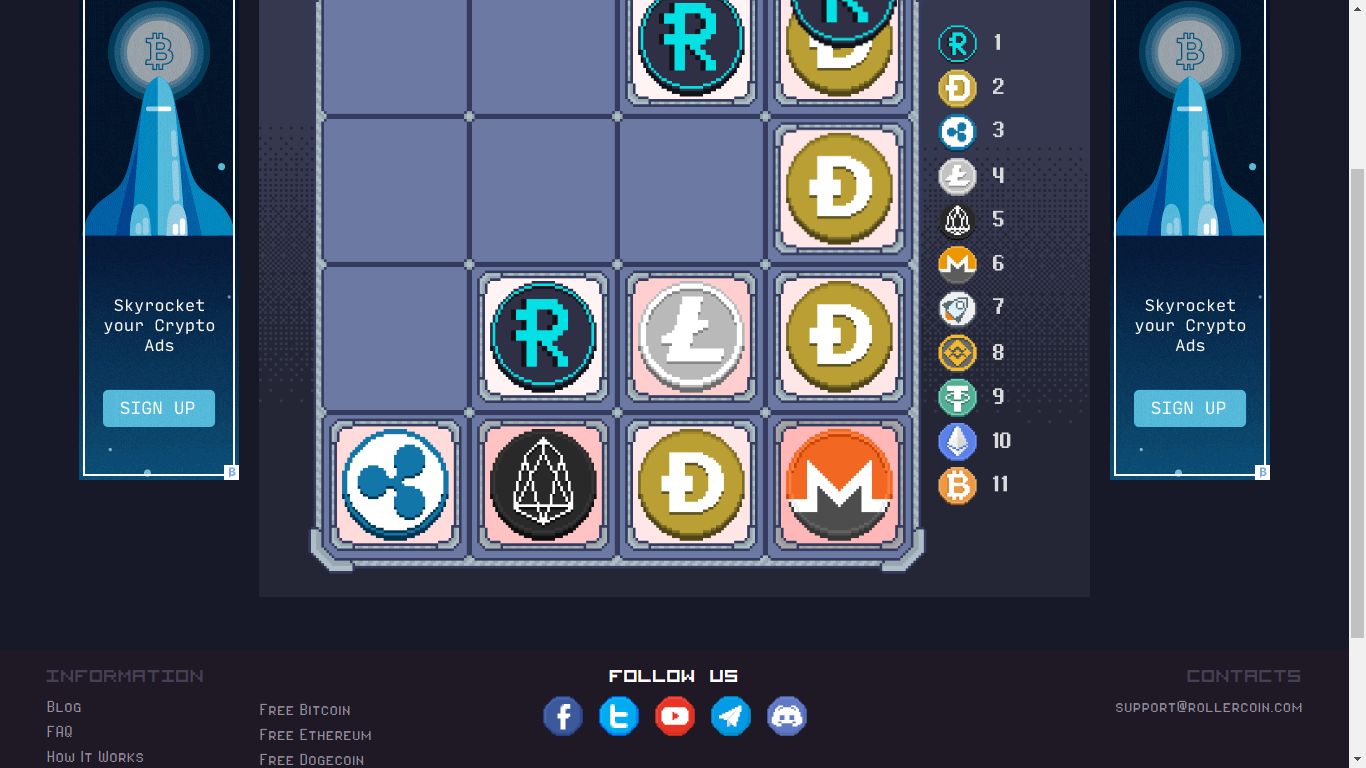 1
2
3
4
5
6
7
8
9
10
11
Skyrocket
your Crypto
Ads
SIGN UP
Skyrocket
your Crypto
Ads
SIGN UP
INFORMATION
BLOG
FAQ
HOW IT WORKS
FREE BITCOIN
FREE ETHEREUM
FREE DOGECOIN
FOLLOW US
CONTACTS
SUPPORT@ROLLERCOIN.COM